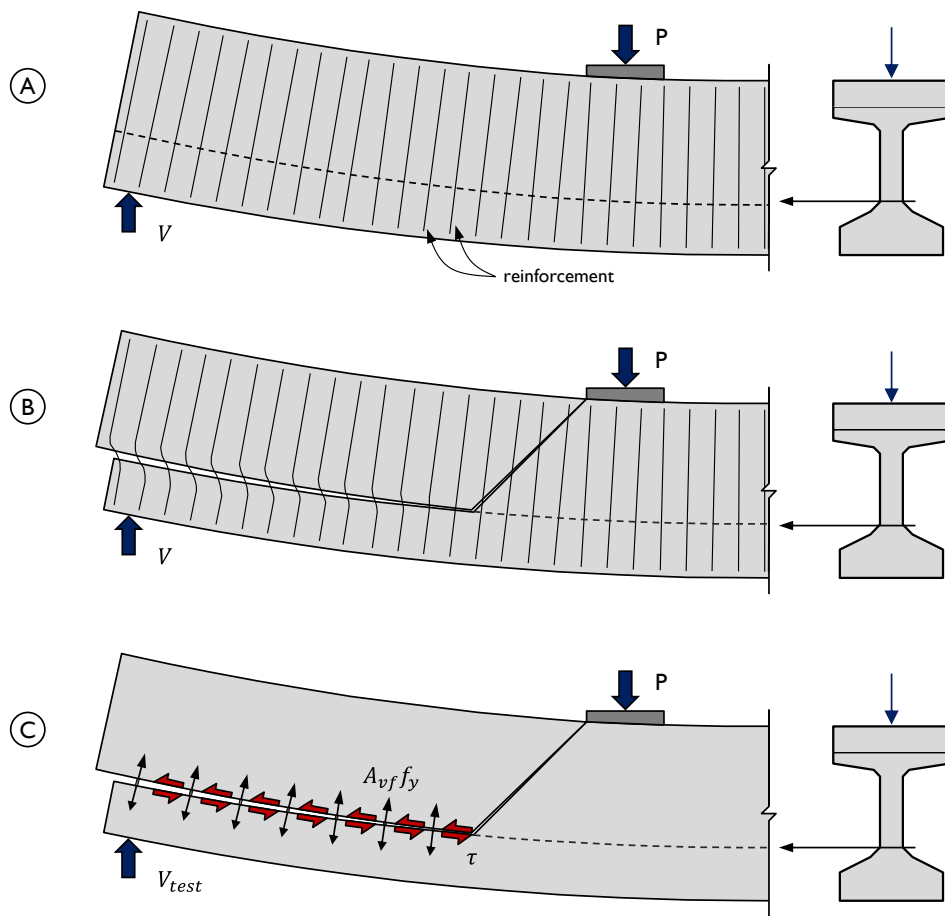 P
A
V
reinforcement
P
B
V
P
C
A_{vf} f_y
τ
V_{test}